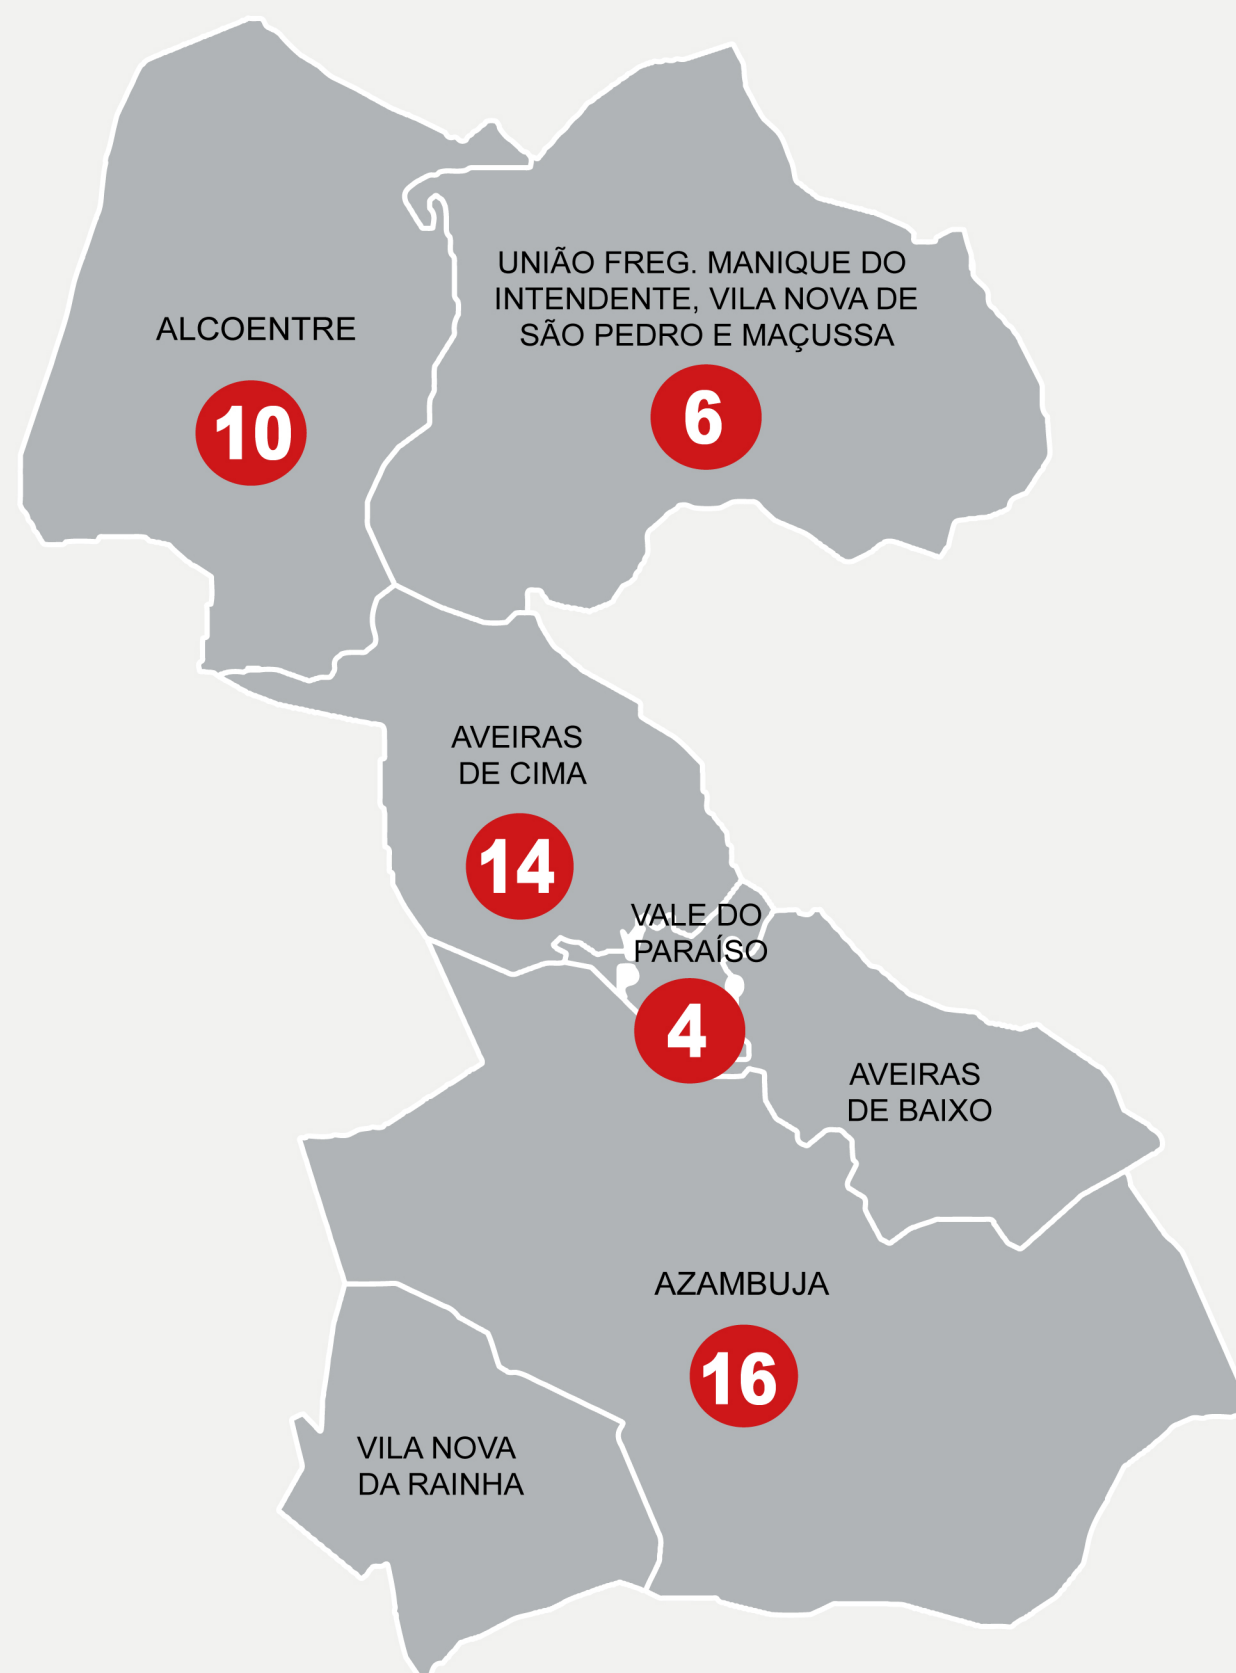 UNIÃO FREG. MANIQUE DO
INTENDENTE, VILA NOVA DE
SÃO PEDRO E MAÇUSSA
6
ALCOENTRE
10
AVEIRAS
DE CIMA
14
VALE DO
PARAÍSO
4
AVEIRAS
DE BAIXO
AZAMBUJA
16
VILA NOVA
DA RAINHA